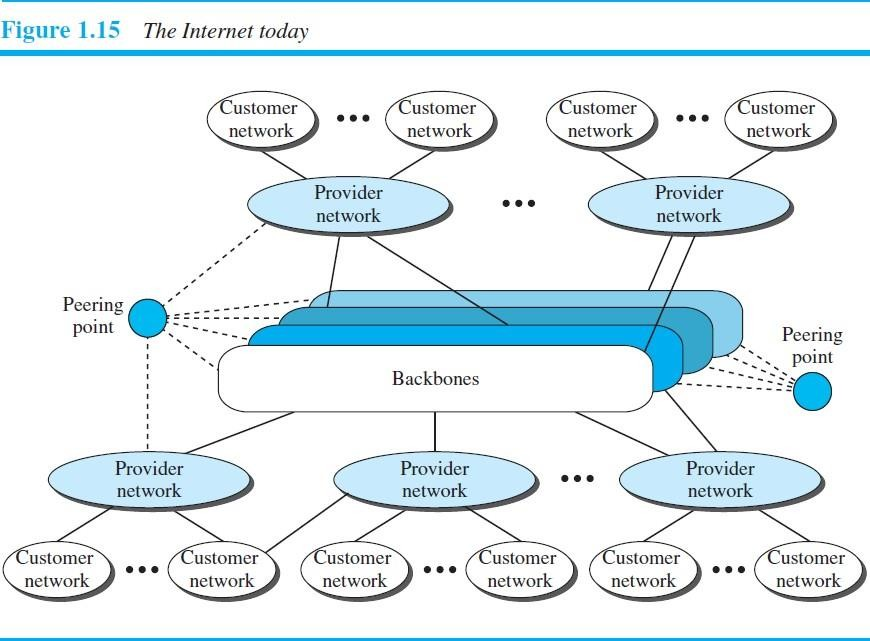 Figure 1.15 The Internet today
Customer
network
Customer
network
Customer
network
Customer
network
Provider
network
Provider
network
Peering
point
Peering
point
Backbones
Provider
network
Provider
network
Provider
network
Customer
network
Customer
network
Customer
network
Customer
network
Customer
network
Customer
network